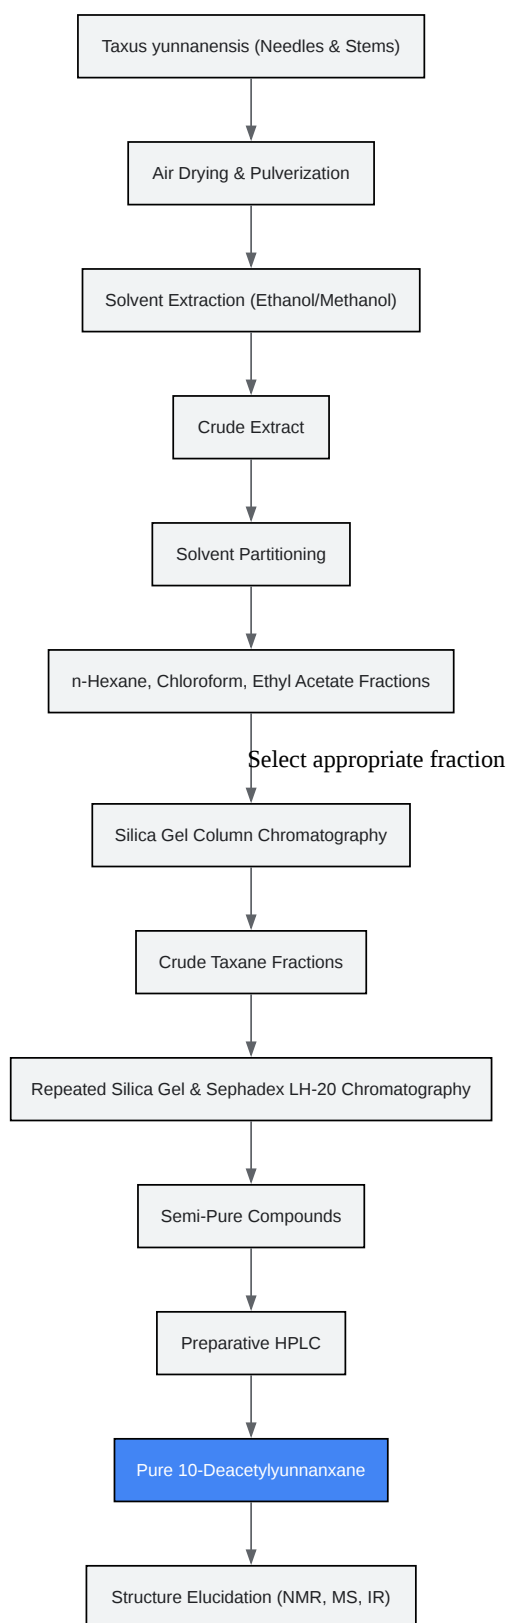 Taxus yunnanensis (Needles & Stems)
Air Drying & Pulverization
Solvent Extraction (Ethanol/Methanol)
Crude Extract
Solvent Partitioning
n-Hexane, Chloroform, Ethyl Acetate Fractions
Select appropriate fraction
Silica Gel Column Chromatography
Crude Taxane Fractions
Repeated Silica Gel & Sephadex LH-20 Chromatography
Semi-Pure Compounds
Preparative HPLC
Pure 10-Deacetylyunnanxane
Structure Elucidation (NMR, MS, IR)